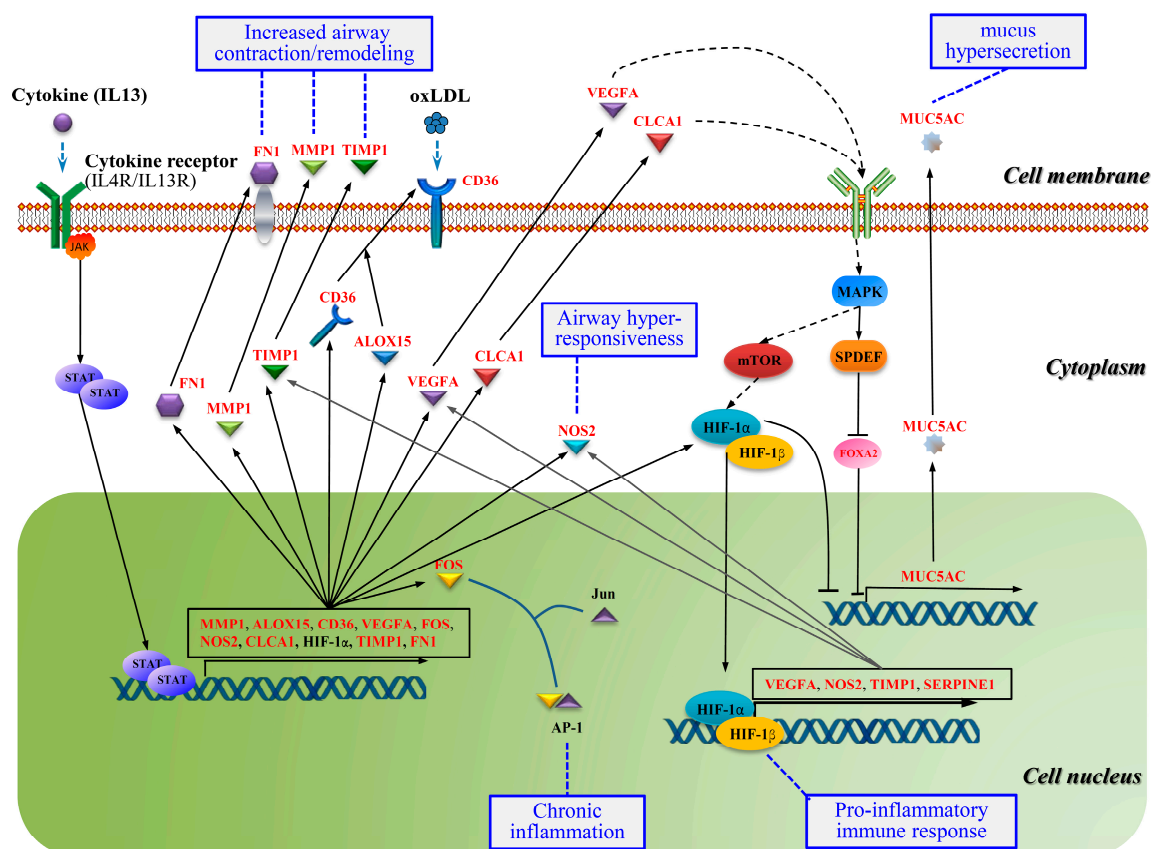 Increased airway
contraction/remodeling
mucus
hypersecretion
Cytokine (IL13)
oxLDL
VEGFA
CLCA1
MUC5AC
FN1
MMP1
TIMP1
Cytokine receptor
(IL4R/IL13R)
CD36
Cell membrane
JAK
MAPK
CD36
Airway hyper-
responsiveness
ALOX15
TIMP1
CLCA1
mTOR
SPDEF
Cytoplasm
STAT
STAT
FN1
VEGFA
MMP1
NOS2
HIF-1α
HIF-1β
FOXA2
MUC5AC
FOS
Jun
MUC5AC
MMP1, ALOX15, CD36, VEGFA, FOS,
NOS2, CLCA1, HIF-1α, TIMP1, FN1
STAT
STAT
VEGFA, NOS2, TIMP1, SERPINE1
HIF-1α
HIF-1β
AP-1
Cell nucleus
Chronic
inflammation
Pro-inflammatory
immune response